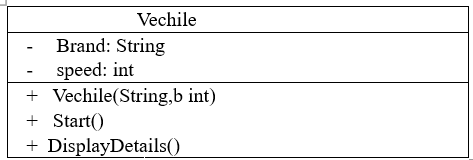 Vechile
- Brand: String
- speed: int
+ Vechile(String,b int)
+ Start()
+ DisplayDetails()